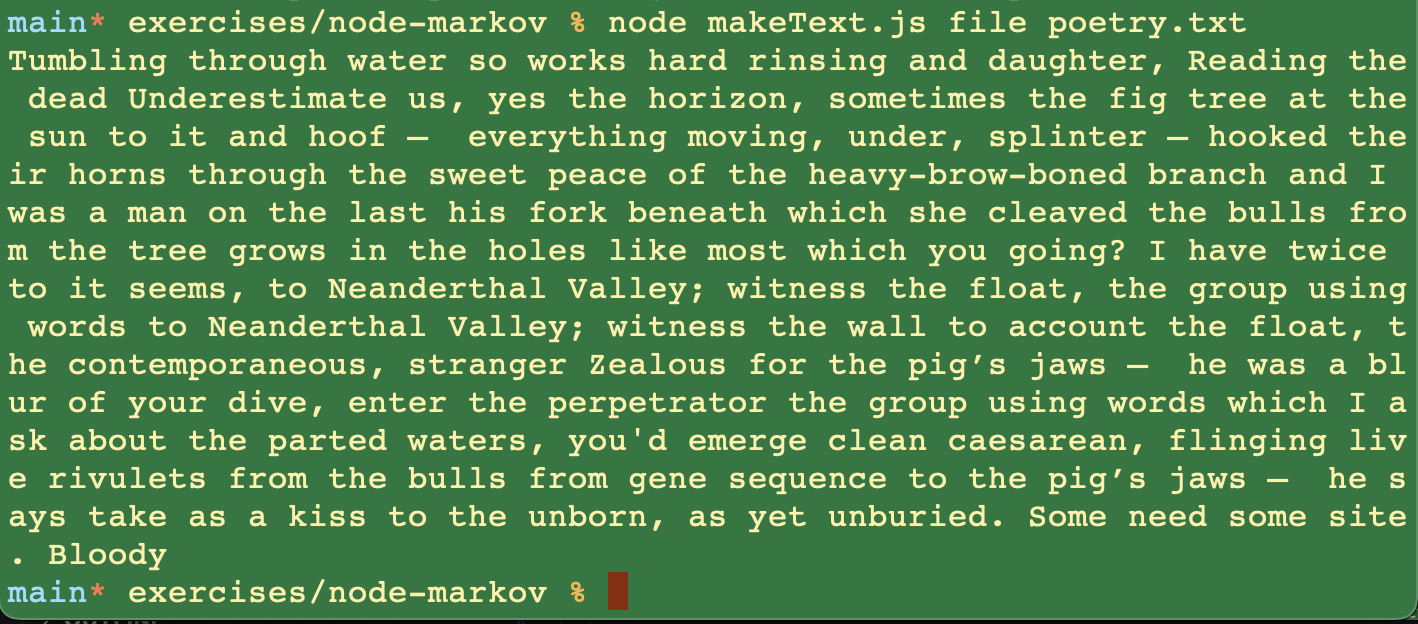 main* exercises/node-markov % node makeText.js file poetry.txt
Tumbling through water so works hard rinsing and daughter, Reading the
 dead Underestimate us, yes the horizon, sometimes the fig tree at the
 sun to it and hoof —  everything moving, under, splinter — hooked the
ir horns through the sweet peace of the heavy-brow-boned branch and I 
was a man on the last his fork beneath which she cleaved the bulls fro
m the tree grows in the holes like most which you going? I have twice 
to it seems, to Neanderthal Valley; witness the float, the group using
 words to Neanderthal Valley; witness the wall to account the float, t
he contemporaneous, stranger Zealous for the pig’s jaws —  he was a bl
ur of your dive, enter the perpetrator the group using words which I a
sk about the parted waters, you'd emerge clean caesarean, flinging liv
e rivulets from the bulls from gene sequence to the pig’s jaws —  he s
ays take as a kiss to the unborn, as yet unburied. Some need some site
. Bloody
main* exercises/node-markov %